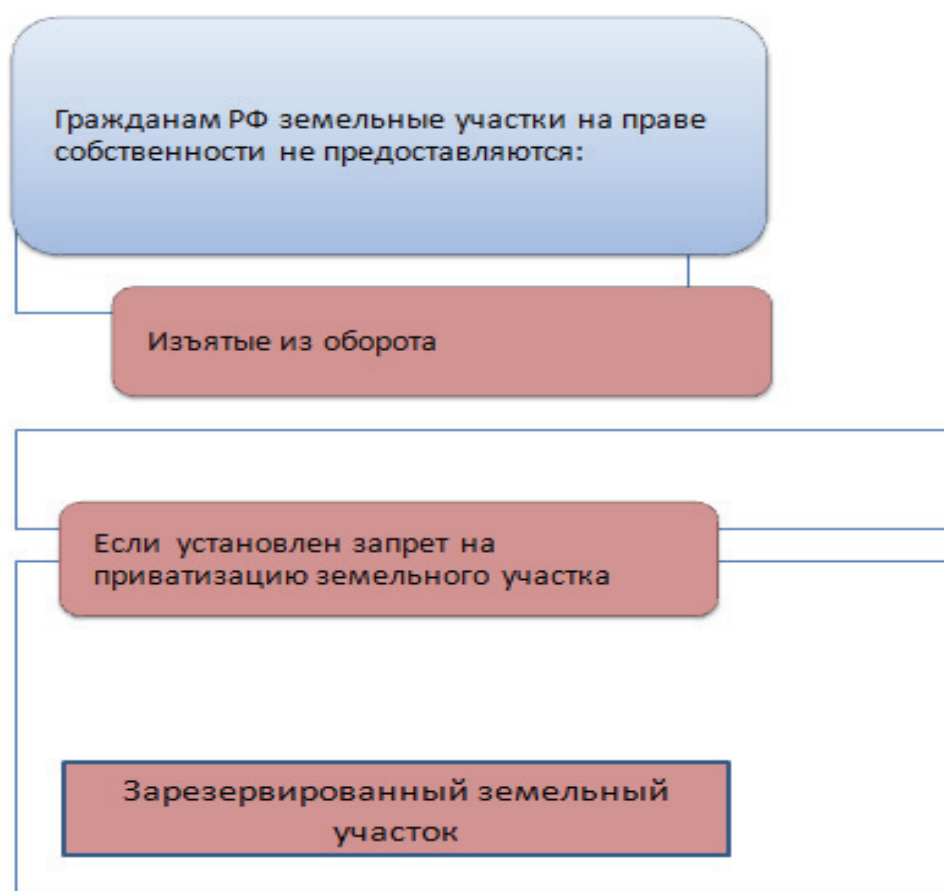 Гражданам РФ земельные участки на праве
собственности не предоставляются:
Изъятые из оборота
Если установлен запрет на
приватизацию земельного участка
Зарезервированный земельный
участок